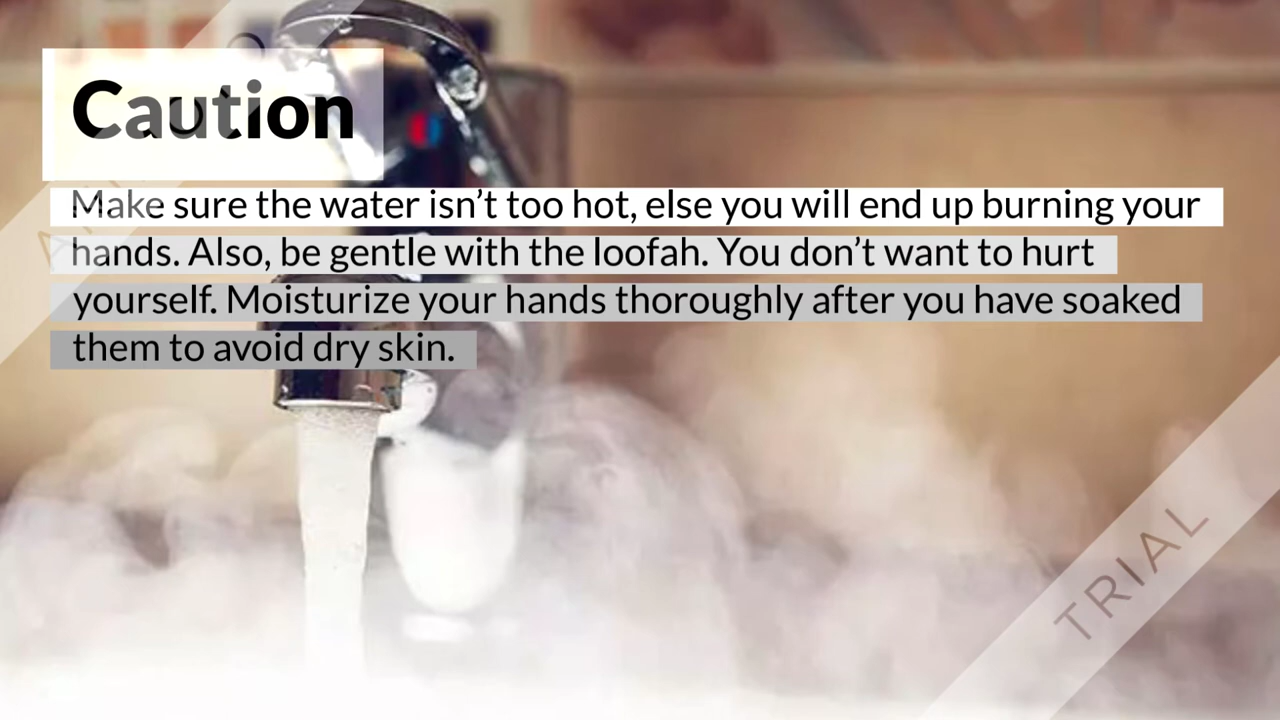 Caution
Make sure the water isn’t too hot, else you will end up burning your
hands. Also, be gentle with the loofah. You don’t want to hurt
yourself. Moisturize your hands thoroughly after you have soaked
them to avoid dry skin.
TRIAL